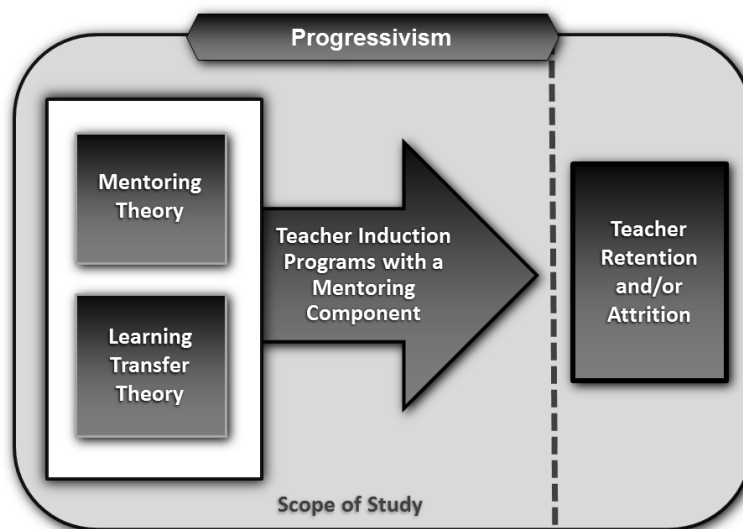 Progressivism
Mentoring
Theory
Learning
Transfer
Theory
Teacher Induction
Programs with a
Mentoring
Component
Teacher
Retention
and/or
Attrition
Scope of Study